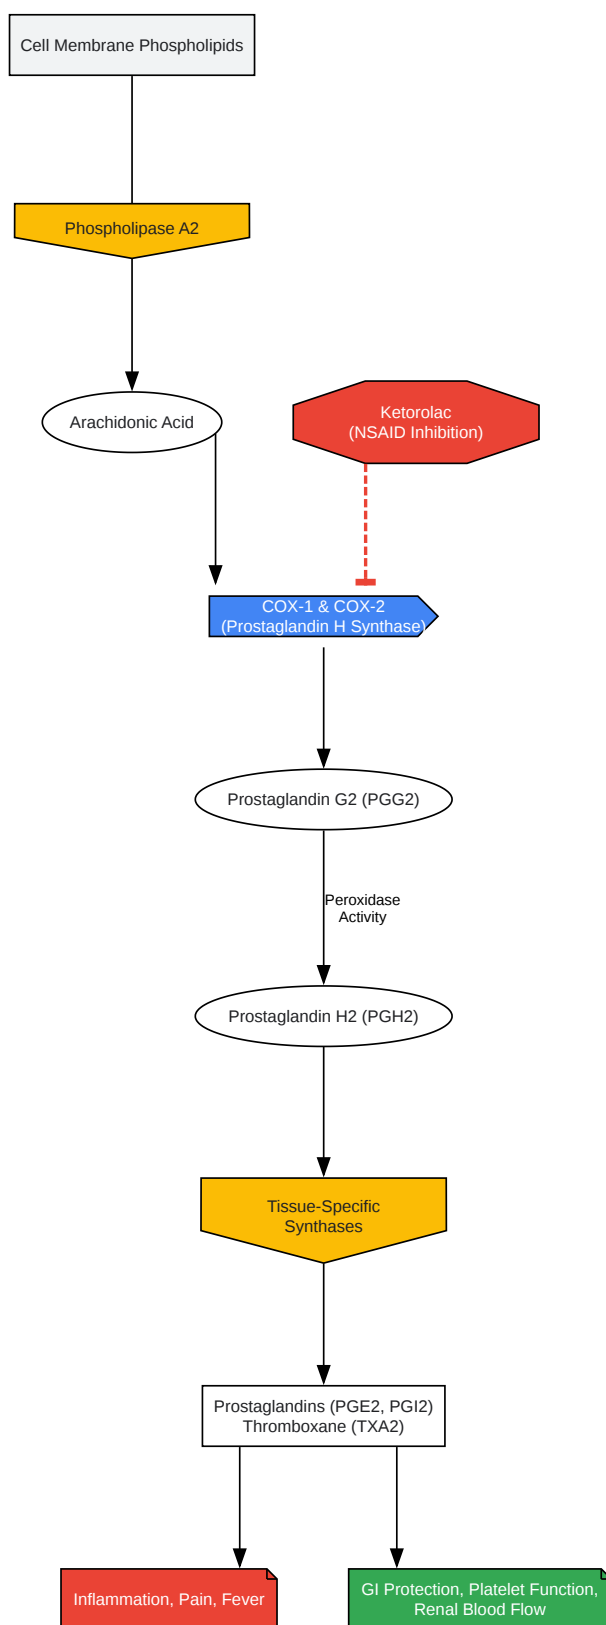 Cell Membrane Phospholipids
Phospholipase A2
Arachidonic Acid
Ketorolac
(NSAID Inhibition)
COX-1 & COX-2
(Prostaglandin H Synthase)
Prostaglandin G2 (PGG2)
Peroxidase
Activity
Prostaglandin H2 (PGH2)
Tissue-Specific
Synthases
Prostaglandins (PGE2, PGI2)
Thromboxane (TXA2)
Inflammation, Pain, Fever
GI Protection, Platelet Function,
Renal Blood Flow